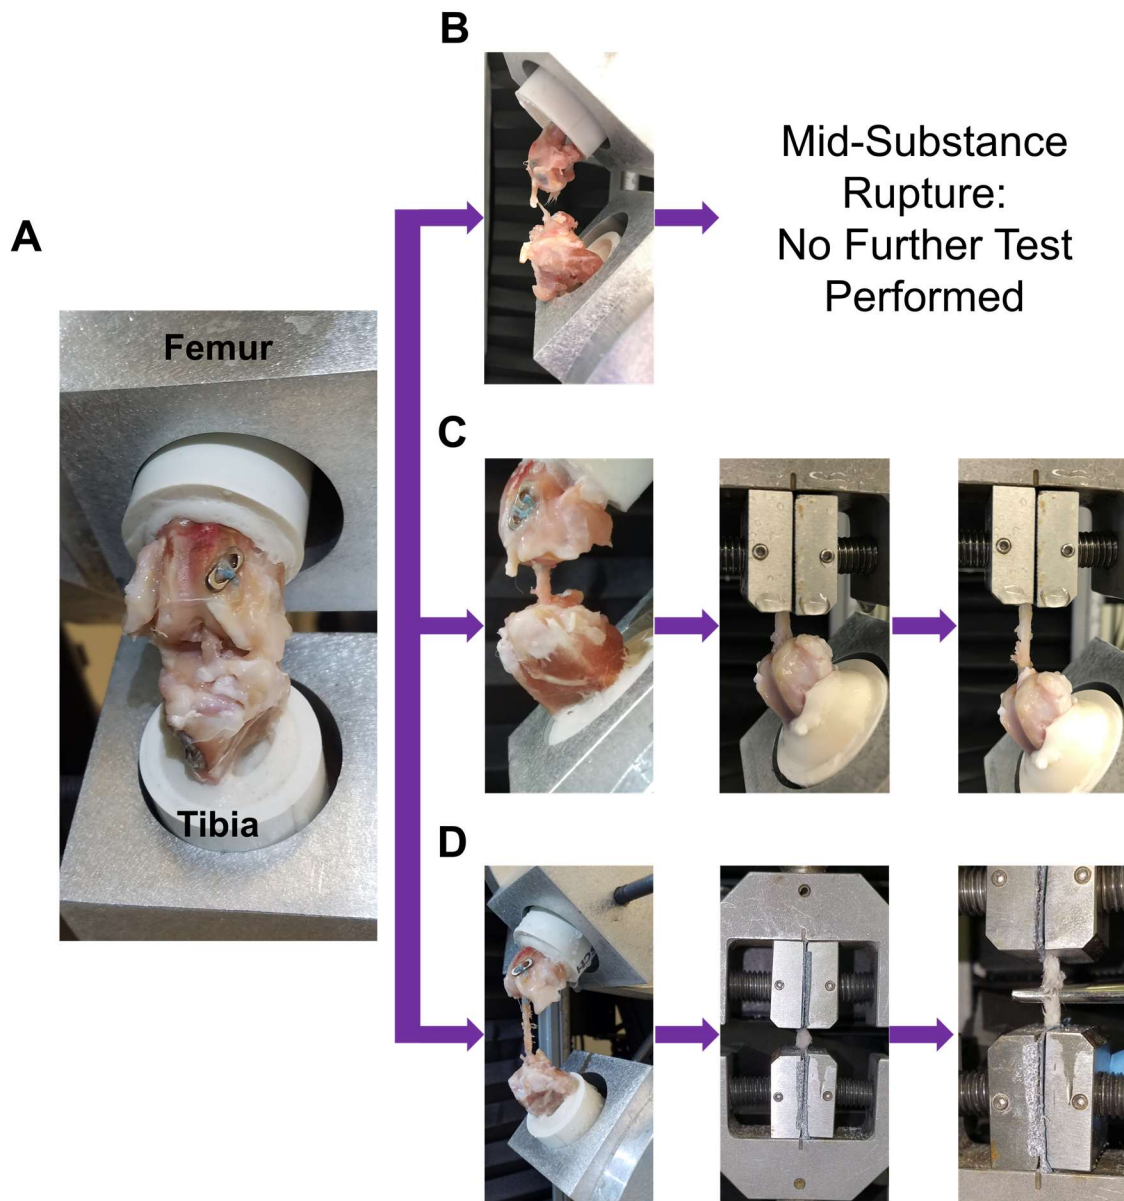 B
Mid-Substance
Rupture:
No Further Test
Performed
A
Femur
C
Tibia
D